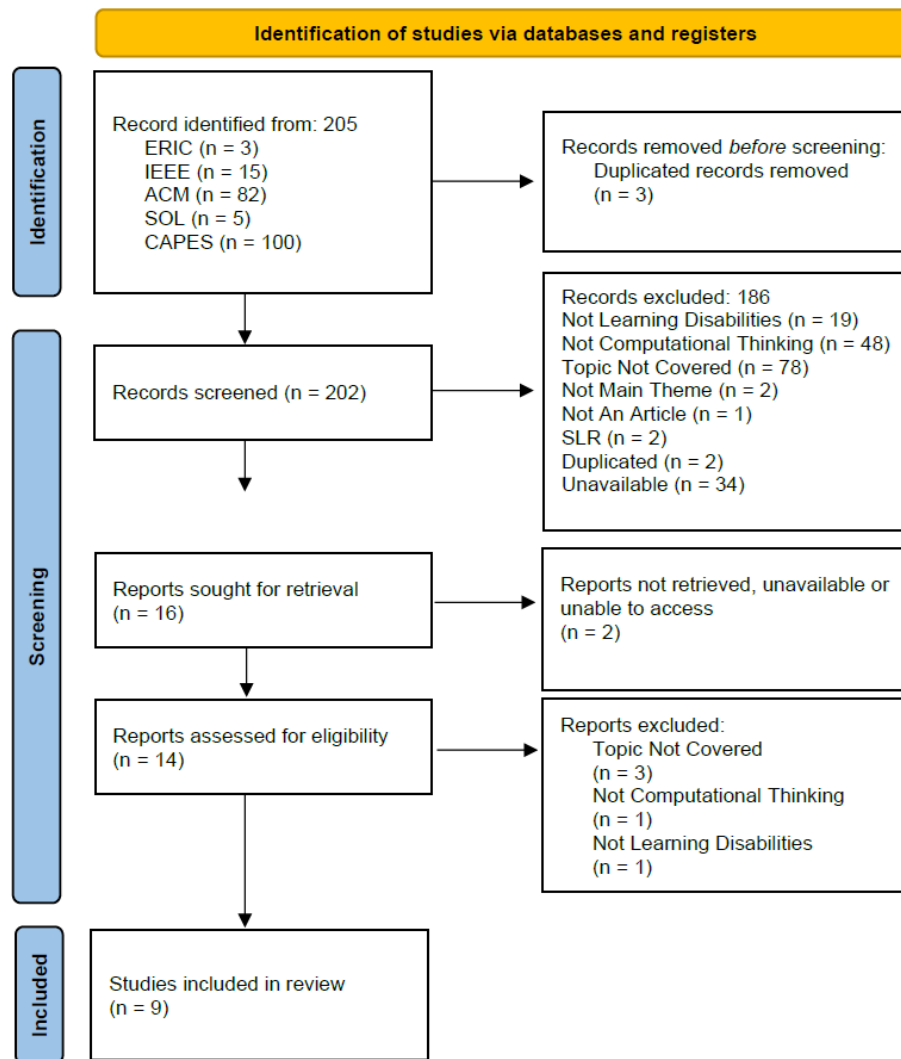 Identification of studies via databases and registers
Identification
Record identified from: 205
ERIC (n = 3)
IEEE (n = 15)
ACM (n = 82)
SOL (n = 5)
CAPES (n = 100)
Records removed before screening:
Duplicated records removed
(n = 3)
Screening
Records screened (n = 202)
Records excluded: 186
Not Learning Disabilities (n = 19)
Not Computational Thinking (n = 48)
Topic Not Covered (n = 78)
Not Main Theme (n = 2)
Not An Article (n = 1)
SLR (n = 2)
Duplicated (n = 2)
Unavailable (n = 34)
Reports sought for retrieval
(n = 16)
Reports not retrieved, unavailable or
unable to access
(n = 2)
Reports assessed for eligibility
(n = 14)
Reports excluded:
Topic Not Covered
(n = 3)
Not Computational Thinking
(n = 1)
Not Learning Disabilities
(n = 1)
Included
Studies included in review
(n = 9)